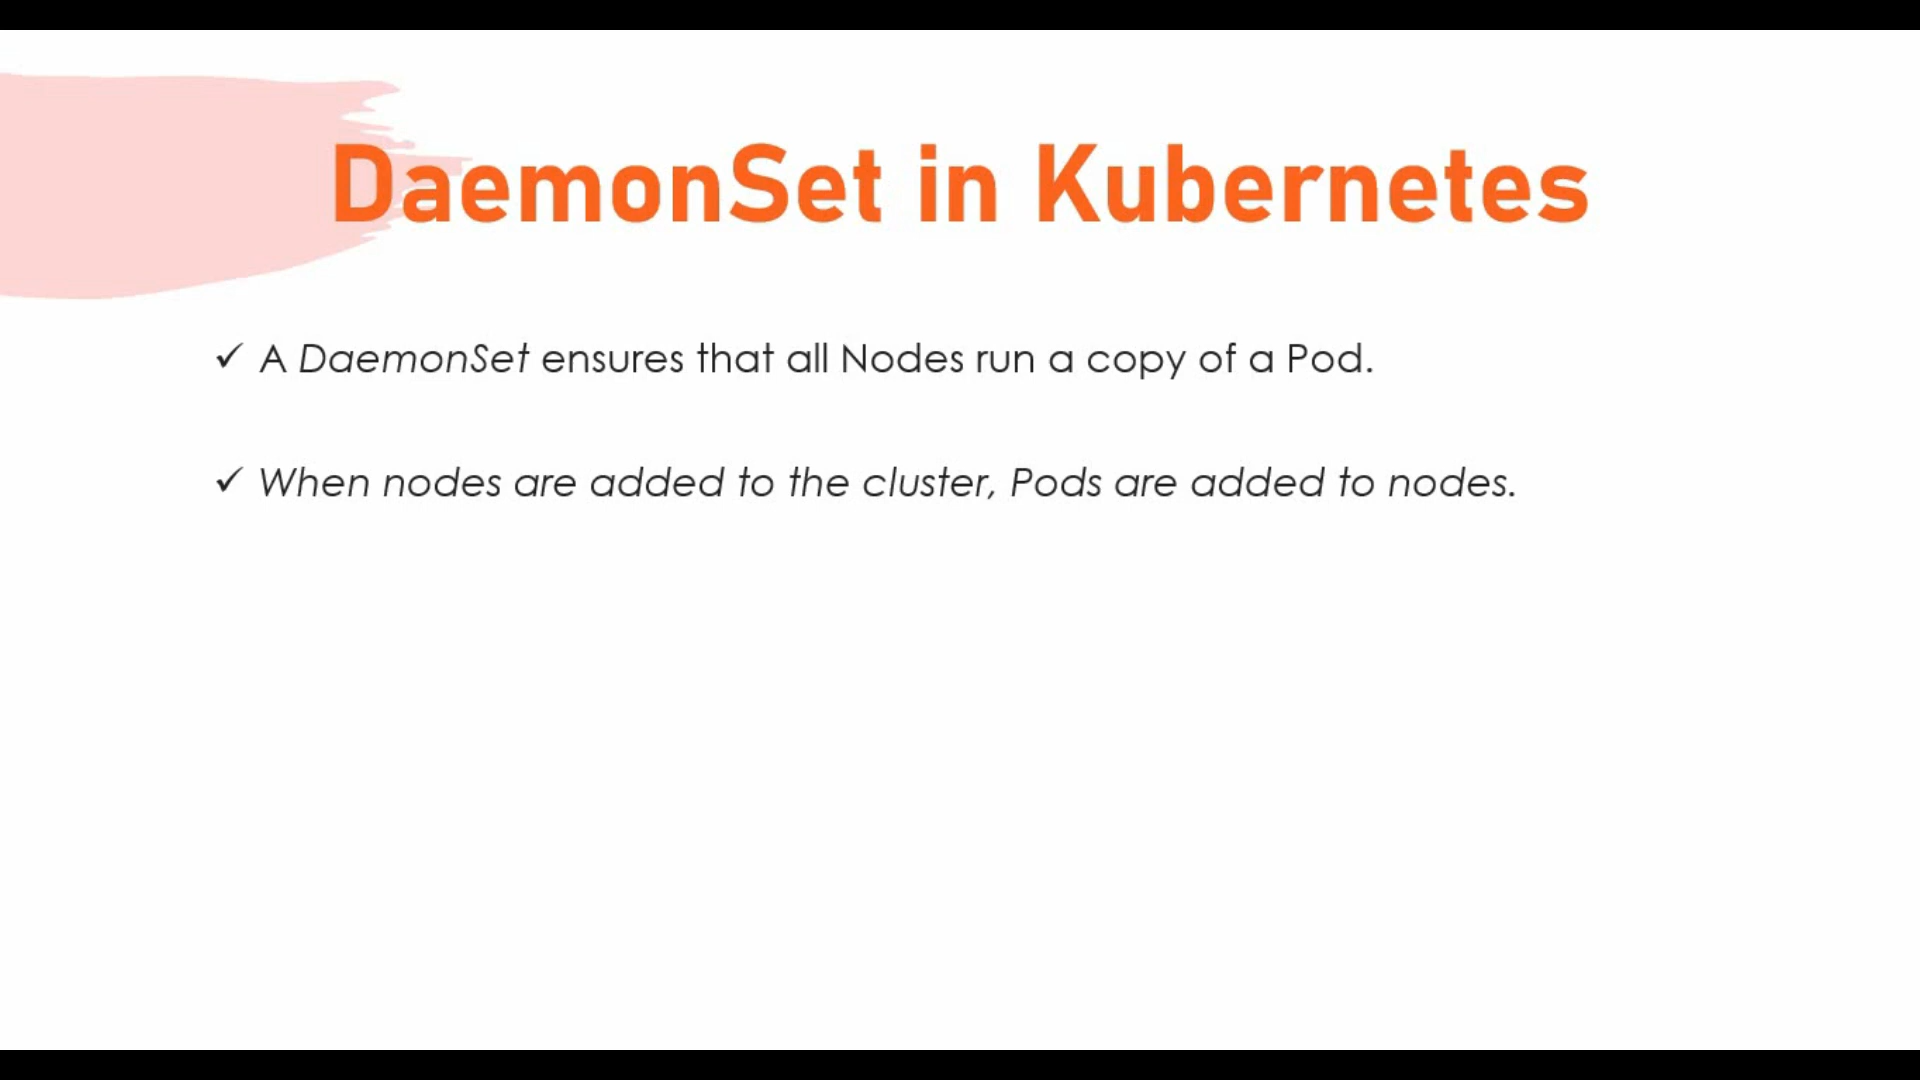 DaemonSet in Kubernetes
✓ A DaemonSet ensures that all Nodes run a copy of a Pod.
✓ When nodes are added to the cluster, Pods are added to nodes.